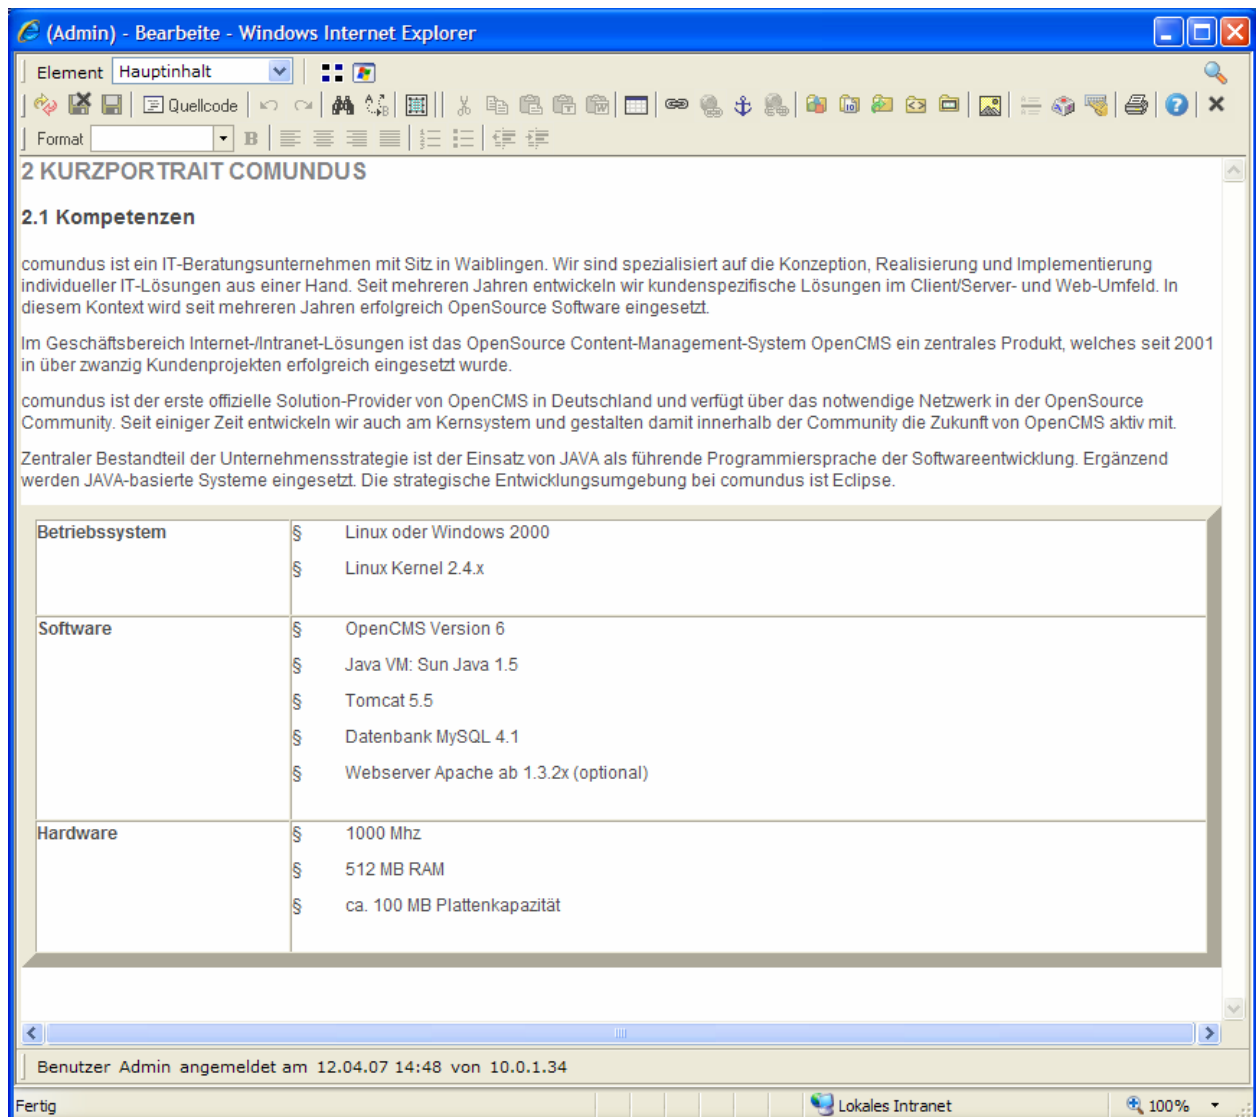 (Admin) - Bearbeite - Windows Internet Explorer
Element Hauptinhalt
Quellcode
Format
2 KURZPORTRAIT COMUNDUS
2.1 Kompetenzen
comundus ist ein IT-Beratungsunternehmen mit Sitz in Waiblingen. Wir sind spezialisiert auf die Konzeption, Realisierung und Implementierung
individueller IT-Lösungen aus einer Hand. Seit mehreren Jahren entwickeln wir kundenspezifische Lösungen im Client/Server- und Web-Umfeld. In
diesem Kontext wird seit mehreren Jahren erfolgreich OpenSource Software eingesetzt.
Im Geschäftsbereich Internet-/Intranet-Lösungen ist das OpenSource Content-Management-System OpenCMS ein zentrales Produkt, welches seit 2001
in über zwanzig Kundenprojekten erfolgreich eingesetzt wurde.
comundus ist der erste offizielle Solution-Provider von OpenCMS in Deutschland und verfügt über das notwendige Netzwerk in der OpenSource
Community. Seit einiger Zeit entwickeln wir auch am Kernsystem und gestalten damit innerhalb der Community die Zukunft von OpenCMS aktiv mit.
Zentraler Bestandteil der Unternehmensstrategie ist der Einsatz von JAVA als führende Programmiersprache der Softwareentwicklung. Ergänzend
werden JAVA-basierte Systeme eingesetzt. Die strategische Entwicklungsumgebung bei comundus ist Eclipse.
Betriebssystem § Linux oder Windows 2000
§ Linux Kernel 2.4.x
Software § OpenCMS Version 6
§ Java VM: Sun Java 1.5
§ Tomcat 5.5
§ Datenbank MySQL 4.1
§ Webserver Apache ab 1.3.2x (optional)
Hardware § 1000 Mhz
§ 512 MB RAM
§ ca. 100 MB Plattenkapazität
Benutzer Admin angemeldet am 12.04.07 14:48 von 10.0.1.34
Fertig Lokales Intranet 100%